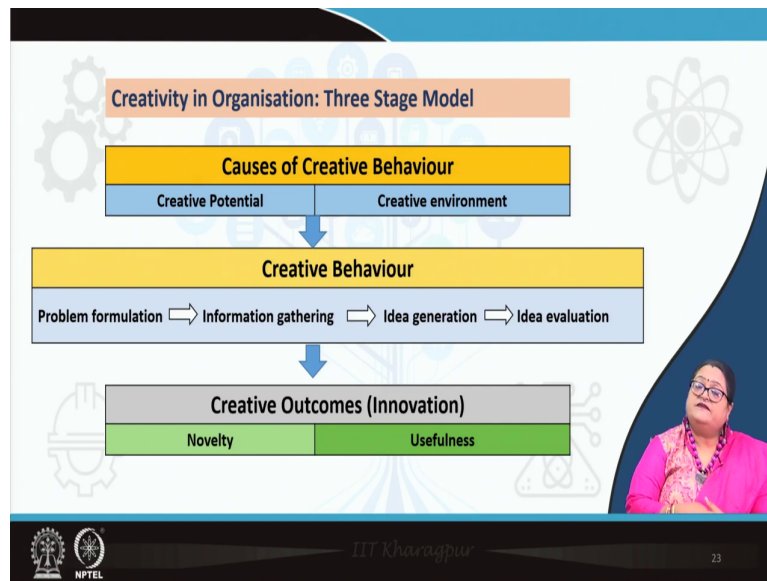 Creativity in Organisation: Three Stage Model
Causes of Creative Behaviour
Creative Potential Creative environment
Creative Behaviour
Problem formulation Information gathering Idea generation Idea evaluation
Creative Outcomes (Innovation)
Novelty Usefulness
NPTEL
IIT Kharagpur
23